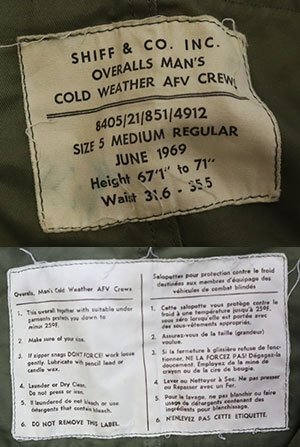 SHIFF & CO. INC.
OVERALLS MAN'S
COLD WEATHER AFV CREWS
8405/21/851/4912
SIZE 5 MEDIUM REGULAR
JUNE 1969
Height 67'1" to 71"
Waist 31.6 - 35.5
Overalls, Man's Cold Weather AFV Crews
1. This overall together with suitable under
garments protects you down to
minus 25ºF.
2. Make sure of your size.
3. If zipper snags DONT FORCE! work loose
gently. Lubricate with pencil lead or
candle wax.
4. Launder or Dry Clean.
Do not press or iron.
5. If laundered do not bleach or use
detergents that contain bleach.
6. DO NOT REMOVE THIS LABEL.
Salopettes pour protection contre le froid
destinées aux membres d'équipage des
véhicules de combat blindés
1. Cette salopette vous protège contre le
froid à une température jusqu'à 25ºF.
sous zéro lorsqu'elle est portée avec
des sous-vêtements appropriés.
2. Assurez-vous de la taille (grandeur)
voulue.
3. Si la fermeture à glissière refuse de fonc-
tionner, NE LA FORCEZ PAS! Dégagez-la
doucement. Employez de la mine de
crayon ou de la cire de bougie.
4. Laver ou Nettoyer à Sec. Ne pas presser
ou Repasser avec un Fer.
5. Pour le lavage, ne pas blanchir ou faire
usage de détergents contenant des
ingrédients pour blanchissage.
6. N'ENLEVEZ PAS CETTE ETIQUETTE.